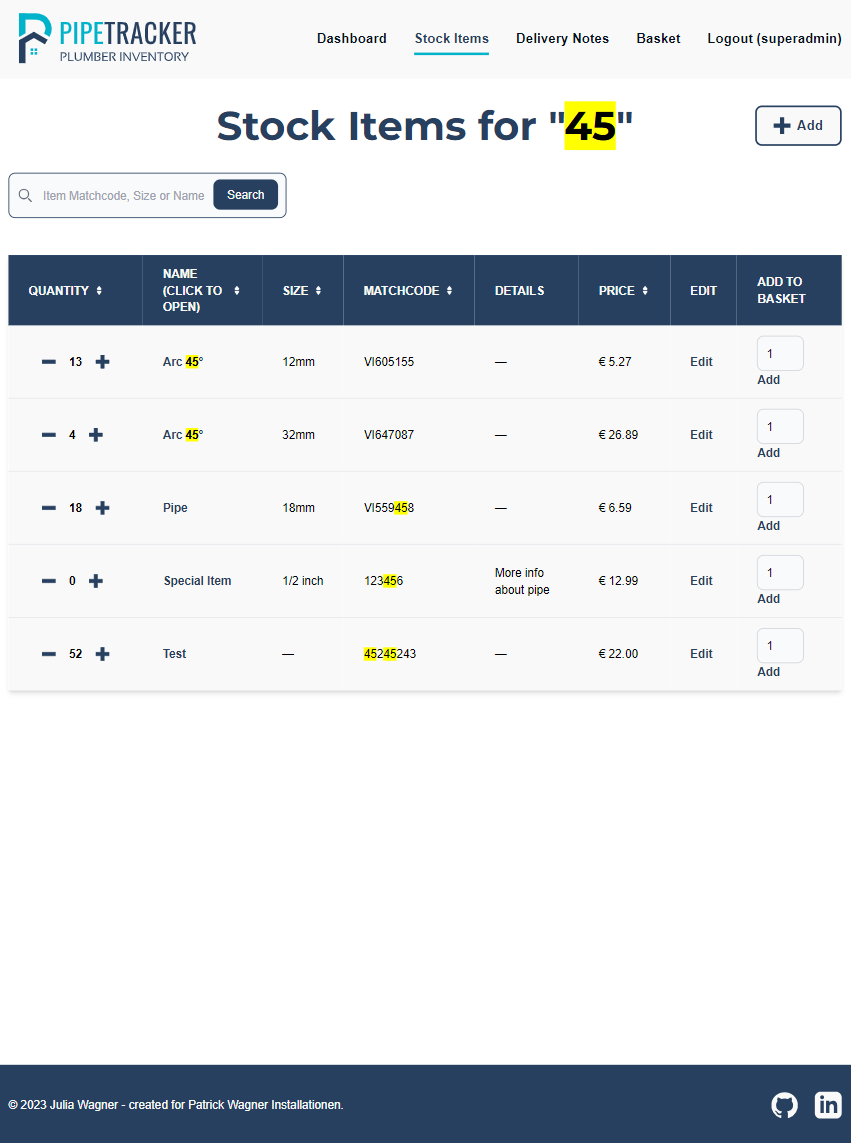 PIPETRACKER
PLUMBER INVENTORY
Dashboard Stock Items Delivery Notes Basket Logout (superadmin)
Stock Items for "45"
Add
Item Matchcode, Size or Name Search
QUANTITY NAME (CLICK TO OPEN) SIZE MATCHCODE DETAILS PRICE EDIT ADD TO BASKET
13 Arc 45° 12mm VI605155 — € 5.27 Edit 1
Add
4 Arc 45° 32mm VI647087 — € 26.89 Edit 1
Add
18 Pipe 18mm VI559458 — € 6.59 Edit 1
Add
0 Special Item 1/2 inch 123456 More info about pipe € 12.99 Edit 1
Add
52 Test — 45245243 — € 22.00 Edit 1
Add
© 2023 Julia Wagner - created for Patrick Wagner Installationen.
in